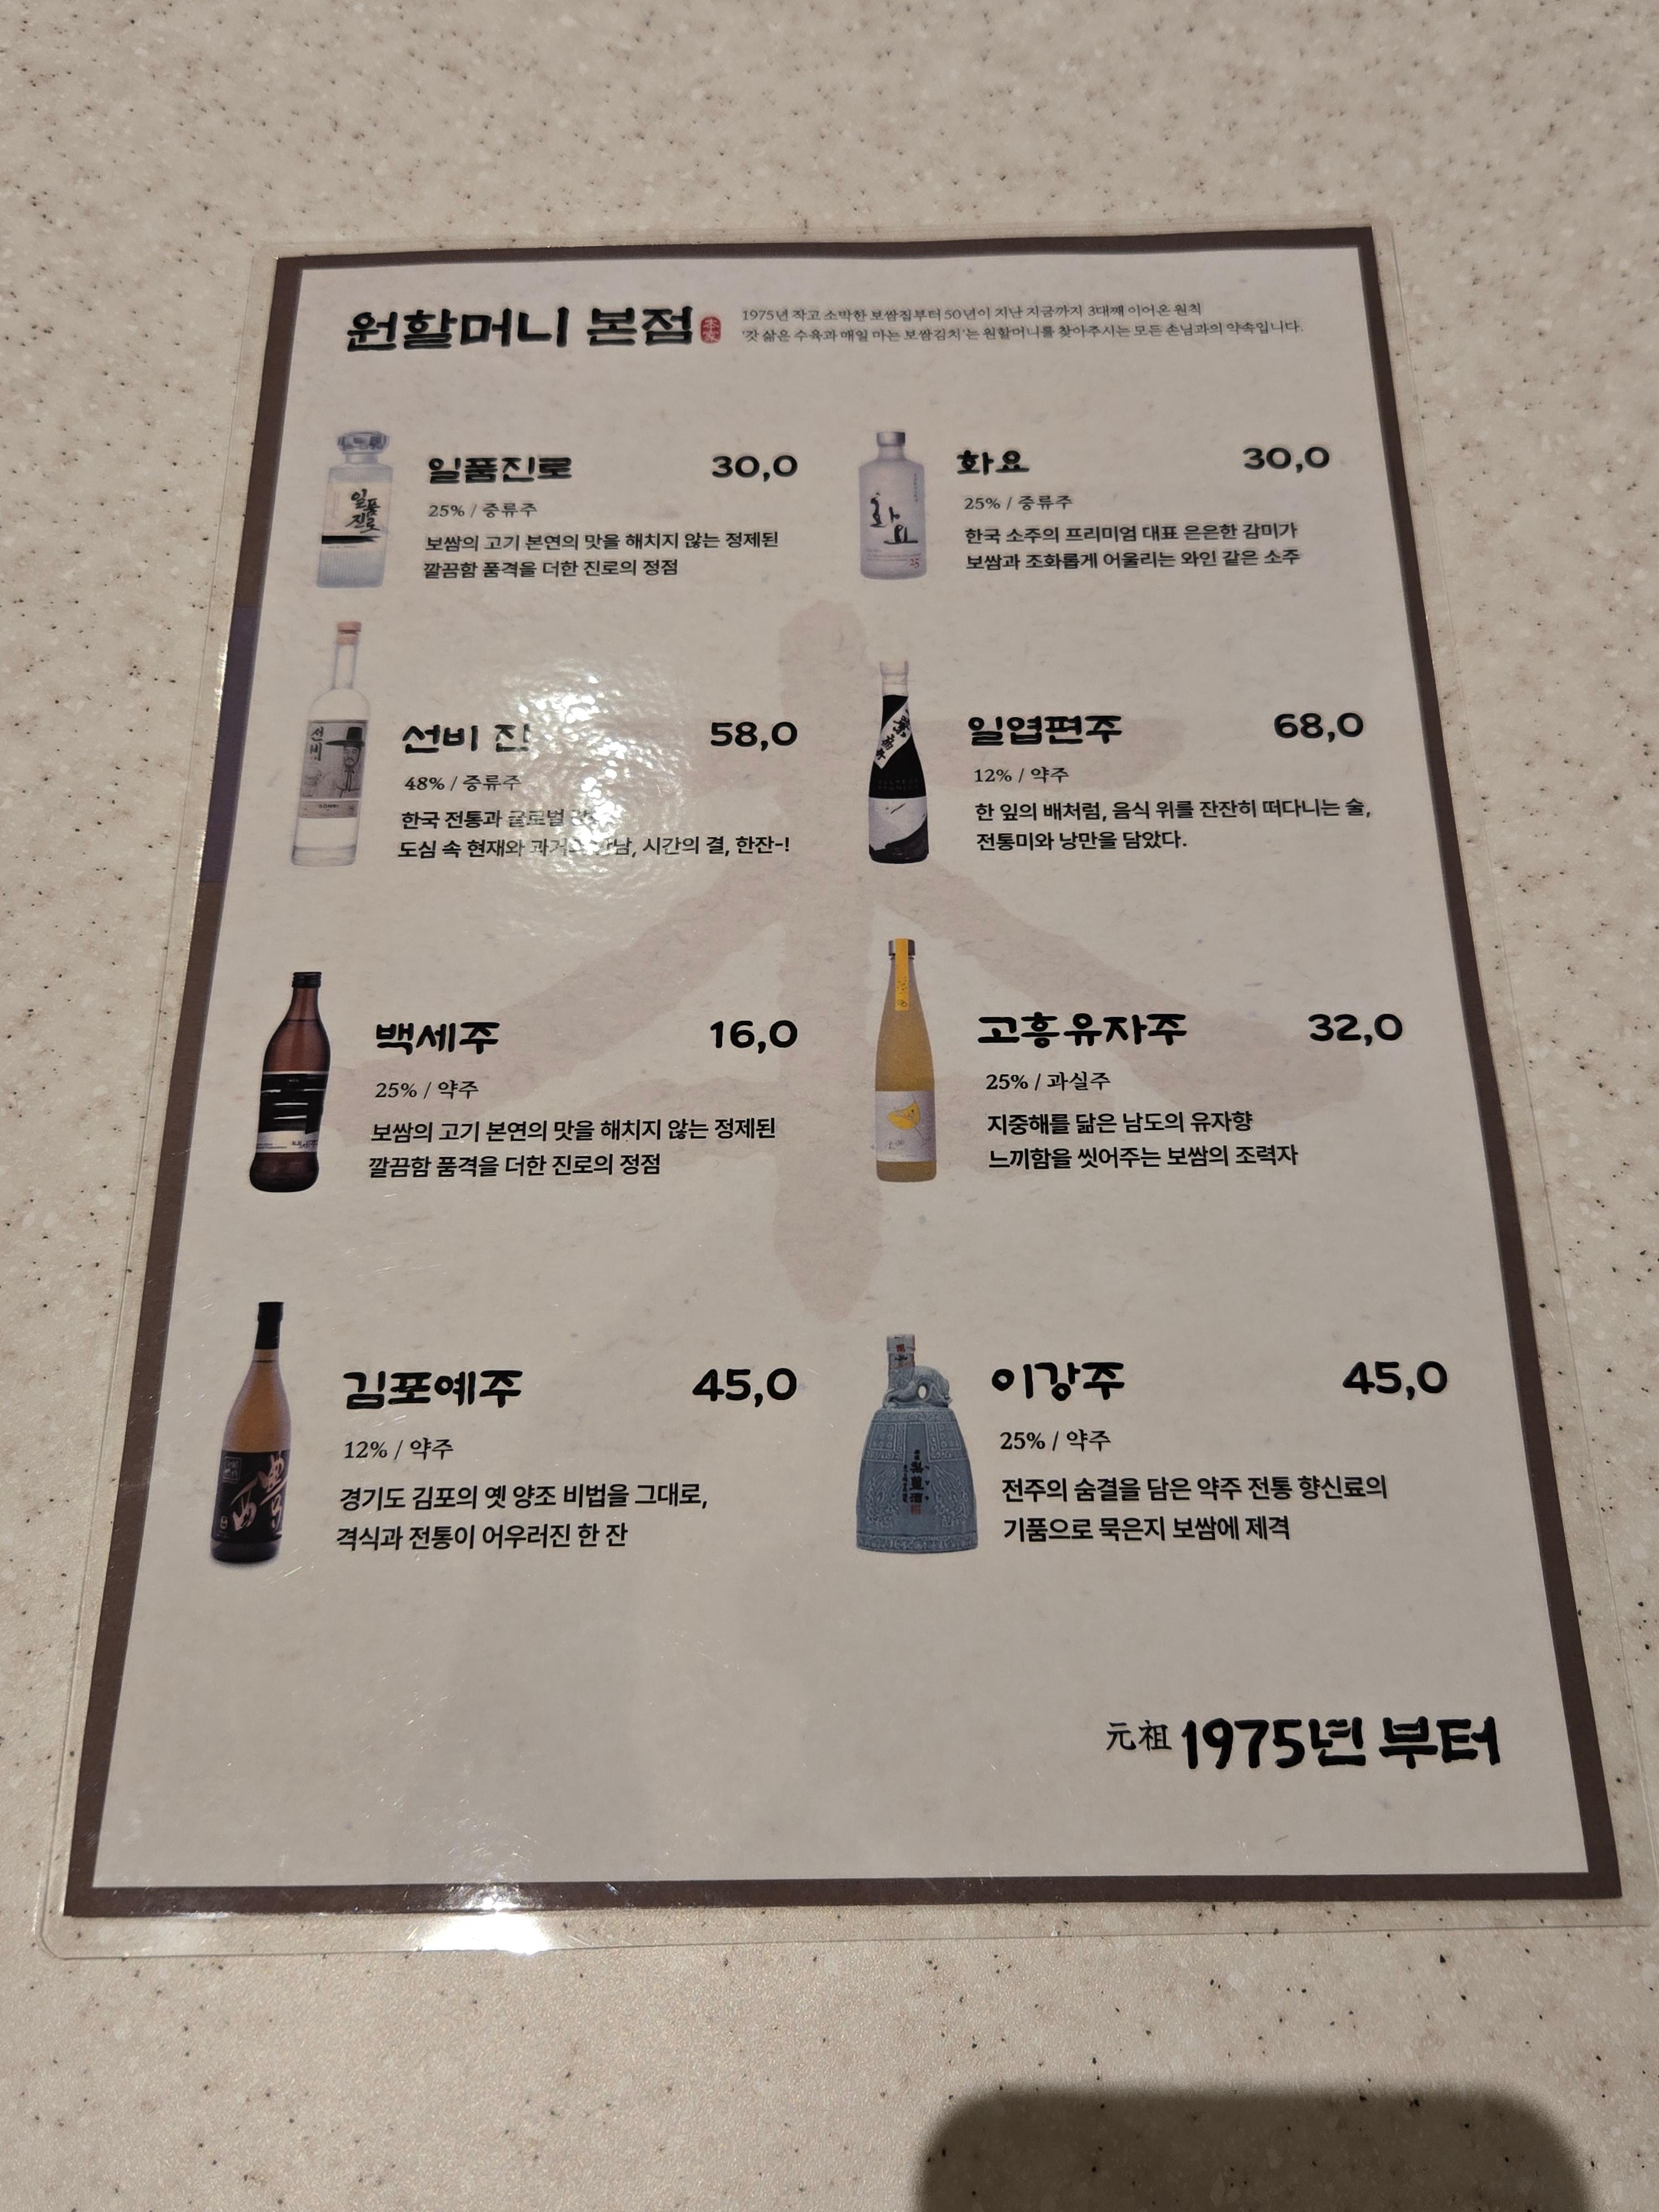 원할머니 본점
本家
1975년 작고 소박한 보쌈집부터 50년이 지난 지금까지 3대째 이어온 원칙
'갓 삶은 수육과 매일 마는 보쌈김치'는 원할머니를 찾아주시는 모든 손님과의 약속입니다.
일품
진로
일품진로 30,0
25% / 증류주
보쌈의 고기 본연의 맛을 해치지 않는 정제된
깔끔함 품격을 더한 진로의 정점
화
요
25
화요 30,0
25% / 증류주
한국 소주의 프리미엄 대표 은은한 감미가
보쌈과 조화롭게 어울리는 와인 같은 소주
선비
선비 진 58,0
48% / 증류주
한국 전통과 글로벌
도심 속 현재와 과거의 만남, 시간의 결, 한잔-!
일엽편주 68,0
12% / 약주
한 잎의 배처럼, 음식 위를 잔잔히 떠다니는 술,
전통미와 낭만을 담았다.
백세주 16,0
25% / 약주
보쌈의 고기 본연의 맛을 해치지 않는 정제된
깔끔함 품격을 더한 진로의 정점
고흥유자주 32,0
25% / 과실주
지중해를 닮은 남도의 유자향
느끼함을 씻어주는 보쌈의 조력자
김포예주 45,0
12% / 약주
경기도 김포의 옛 양조 비법을 그대로,
격식과 전통이 어우러진 한 잔
이강주 45,0
25% / 약주
전주의 숨결을 담은 약주 전통 향신료의
기품으로 묵은지 보쌈에 제격
元祖 1975년 부터